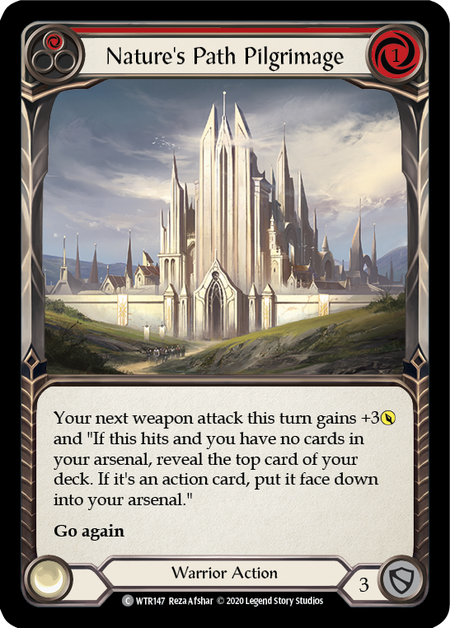 Nature's Path Pilgrimage
1
Your next weapon attack this turn gains +3
and "If this hits and you have no cards in
your arsenal, reveal the top card of your
deck. If it's an action card, put it face down
into your arsenal."
Go again
Warrior Action
3
C WTR147 Reza Afshar © 2020 Legend Story Studios